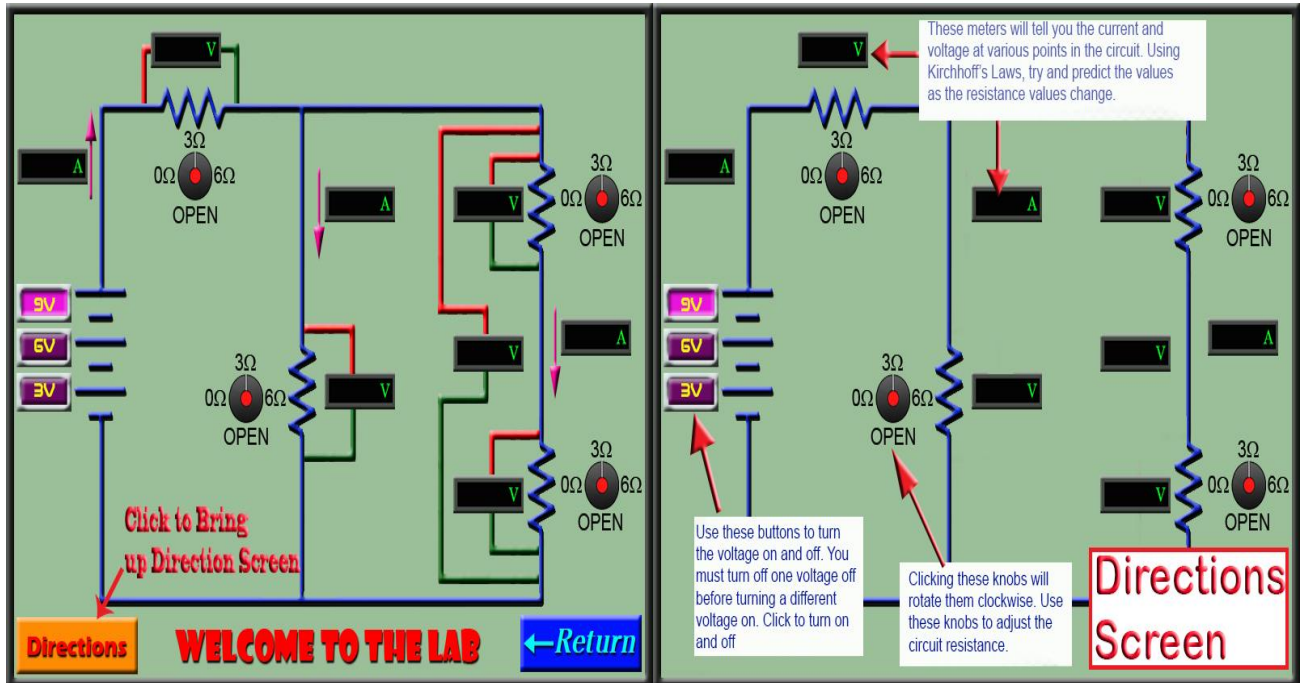 V
3Ω
0Ω 6Ω
OPEN
A
A
V
3Ω
0Ω 6Ω
OPEN
9V
6V
3V
V
A
3Ω
0Ω 6Ω
OPEN
V
V
3Ω
0Ω 6Ω
OPEN
Click to Bring
up Direction Screen
Directions
WELCOME TO THE LAB
←Return
V
These meters will tell you the current and
voltage at various points in the circuit. Using
Kirchhoff's Laws, try and predict the values
as the resistance values change.
3Ω
0Ω 6Ω
OPEN
A
A
V
3Ω
0Ω 6Ω
OPEN
9V
6V
3V
V
A
3Ω
0Ω 6Ω
OPEN
V
V
3Ω
0Ω 6Ω
OPEN
Use these buttons to turn
the voltage on and off. You
must turn off one voltage off
before turning a different
voltage on. Click to turn on
and off
Clicking these knobs will
rotate them clockwise. Use
these knobs to adjust the
circuit resistance.
Directions
Screen